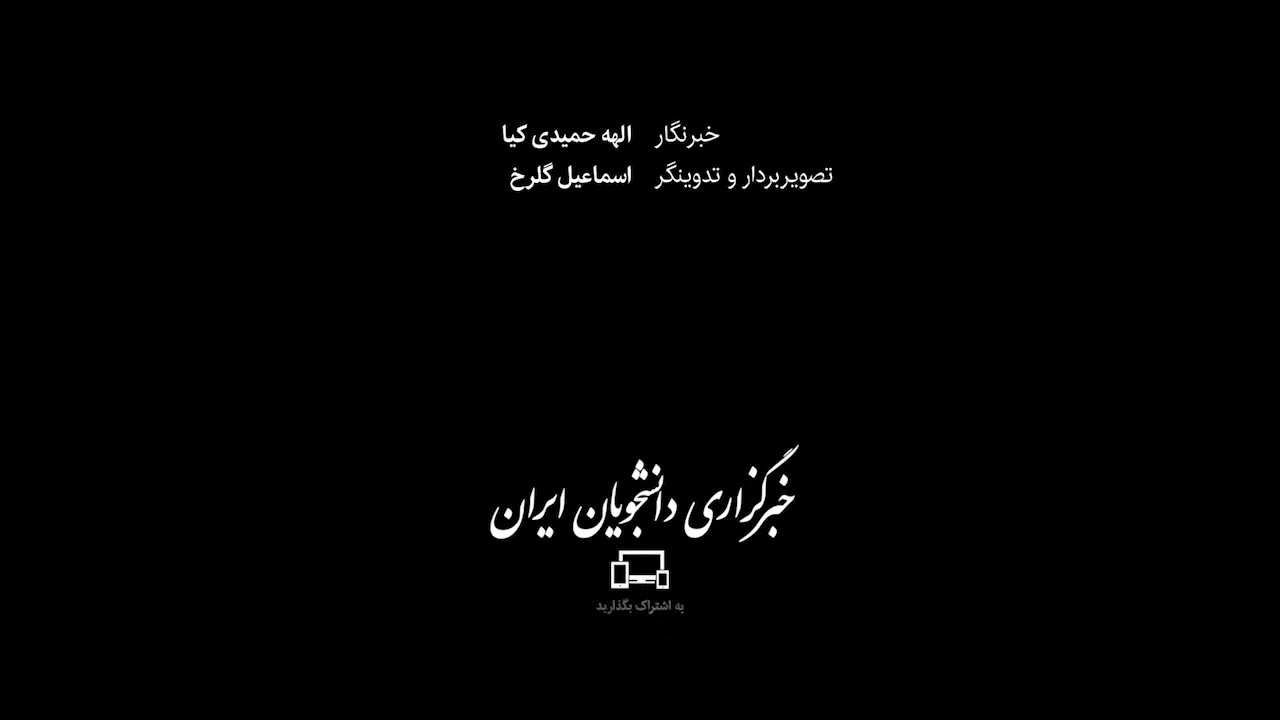 خبرنگار الهه حمیدی کیا
تصویربردار و تدوینگر اسماعیل گلرخ
خبرگزاری دانشجویان ایران
به اشتراک بگذارید